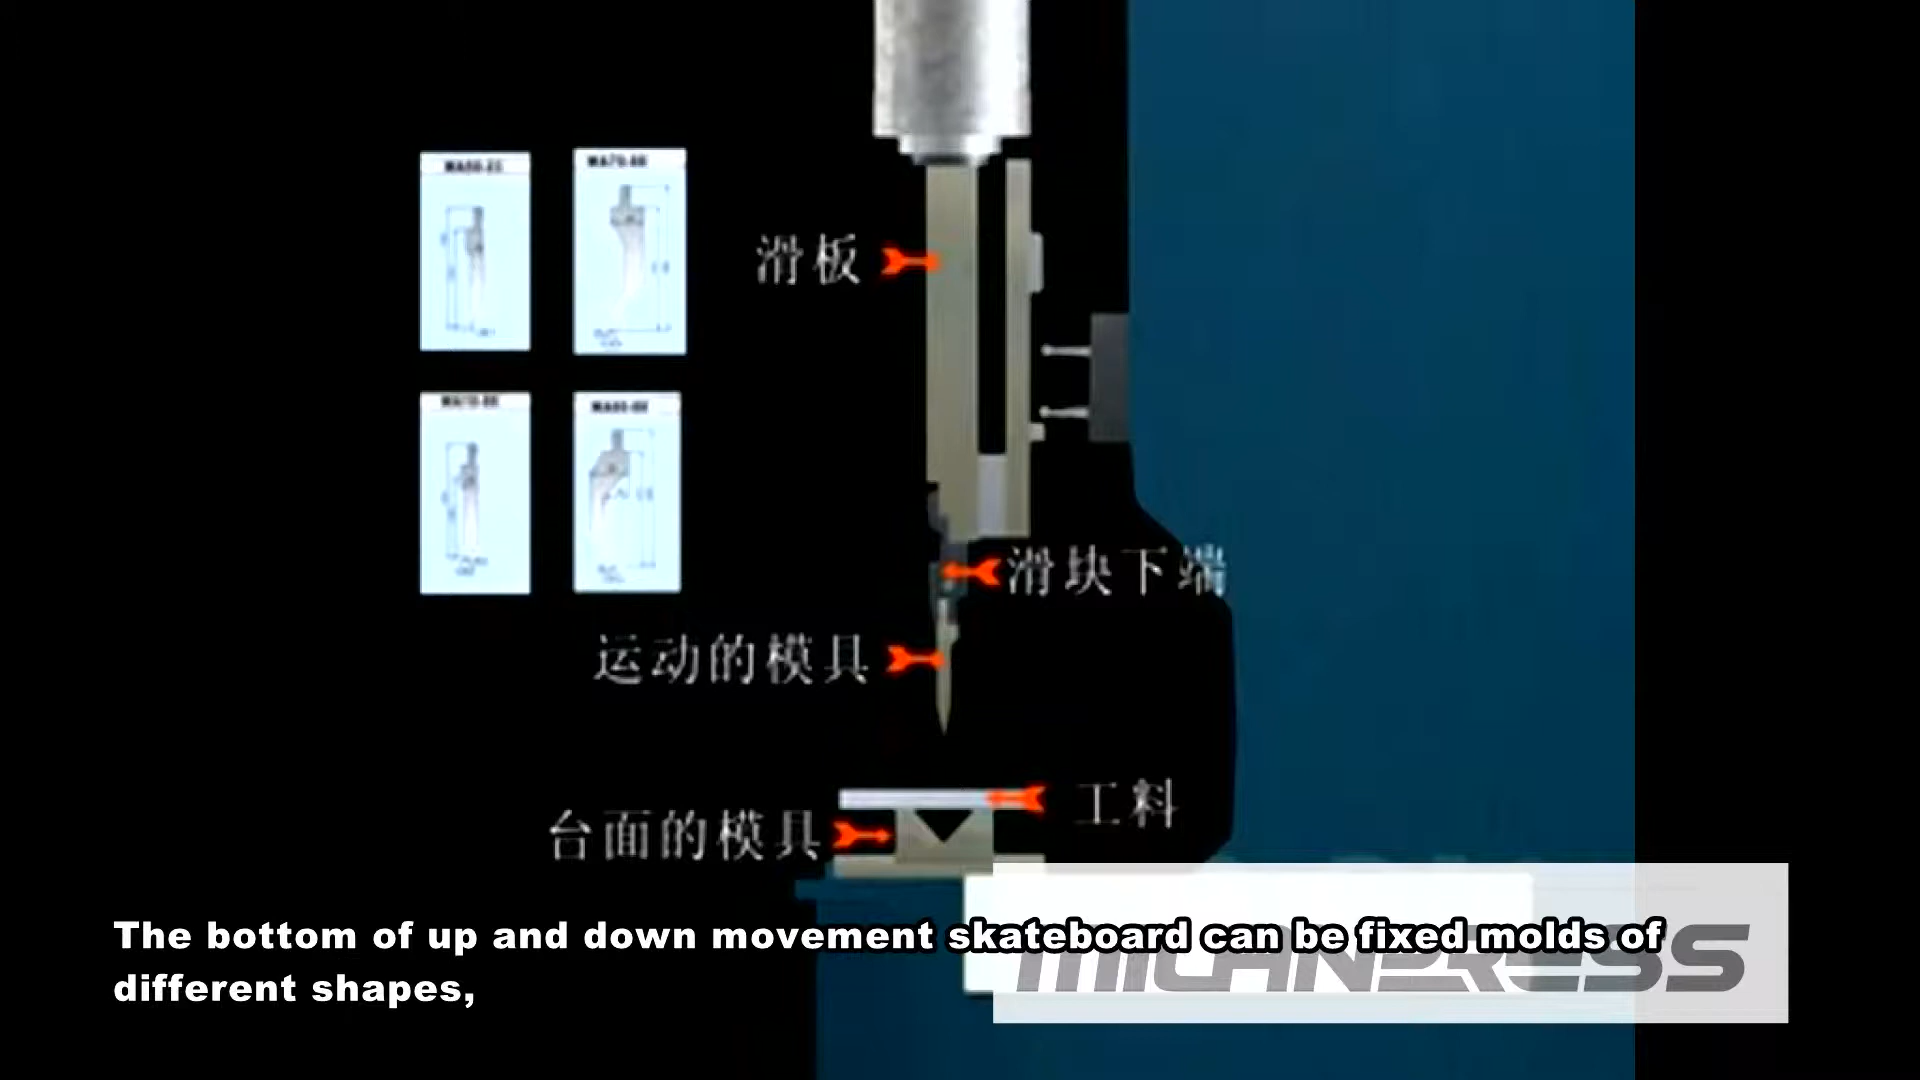 滑板
滑块下端
运动的模具
工料
台面的模具
The bottom of up and down movement skateboard can be fixed molds of
different shapes,
MILANPRESS